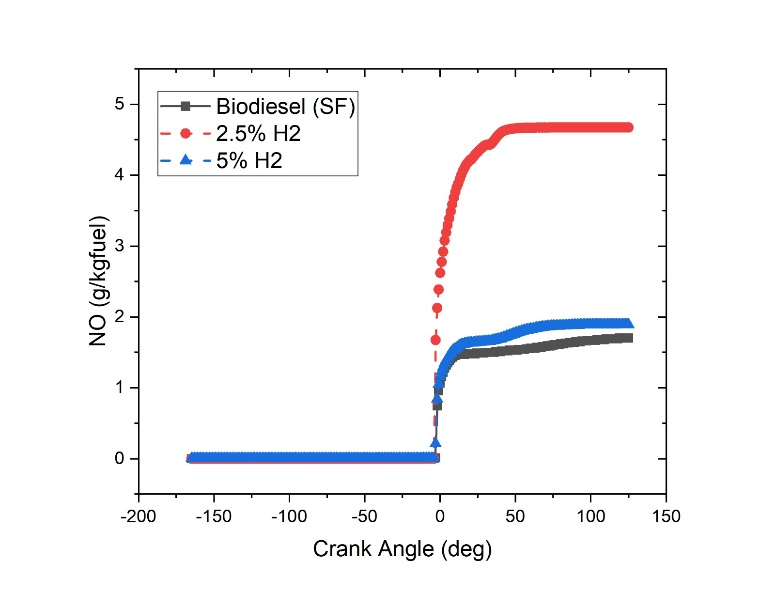 Biodiesel (SF)
2.5% H2
5% H2
5
4
3
2
1
0
NO (g/kgfuel)
-200 -150 -100 -50 0 50 100 150
Crank Angle (deg)